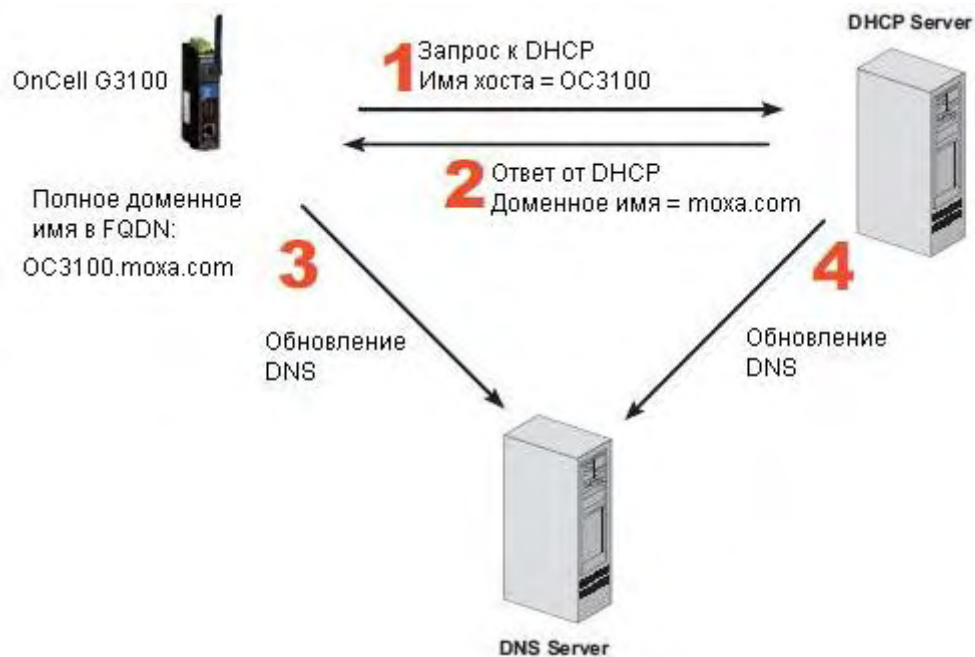 DHCP Server
OnCell G3100
1
Запрос к DHCP
Имя хоста = OC3100
2
Ответ от DHCP
Доменное имя = moxa.com
Полное доменное
имя в FQDN:
OC3100.moxa.com
3
Обновление
DNS
4
Обновление
DNS
DNS Server